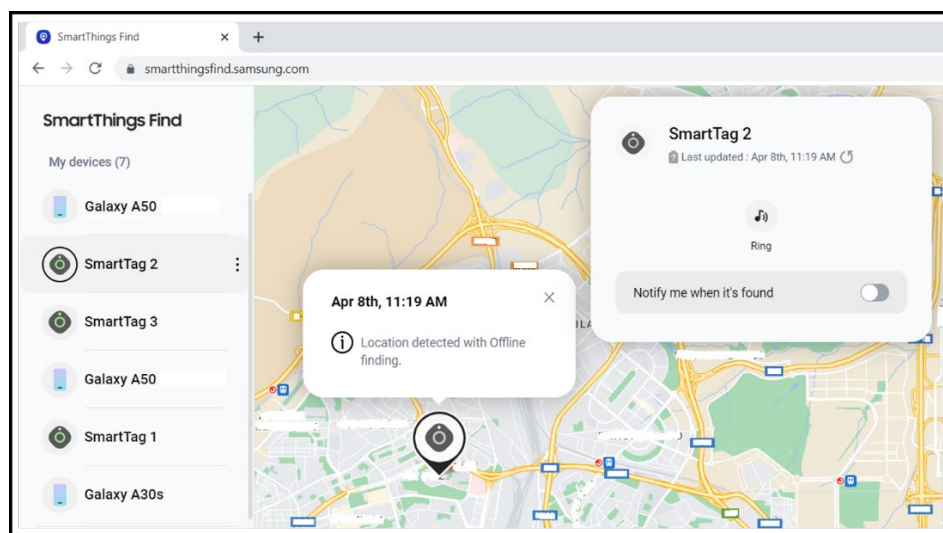 SmartThings Find
smartthingsfind.samsung.com
SmartThings Find
My devices (7)
Galaxy A50
SmartTag 2
SmartTag 3
Galaxy A50
SmartTag 1
Galaxy A30s
Apr 8th, 11:19 AM
Location detected with Offline
finding.
SmartTag 2
Last updated : Apr 8th, 11:19 AM
Ring
Notify me when it's found